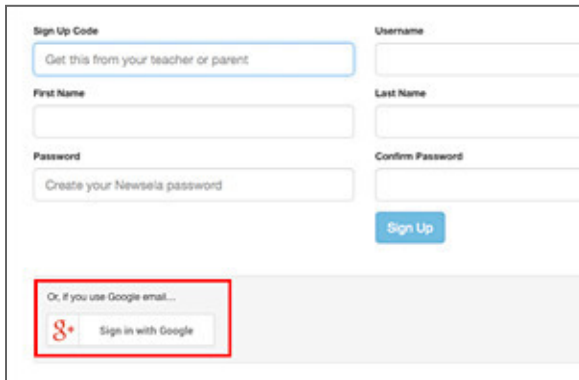 Sign Up Code
Username
Get this from your teacher or parent
First Name
Last Name
Password
Confirm Password
Create your Newsela password
Sign Up
Or, if you use Google email...
g+ Sign in with Google